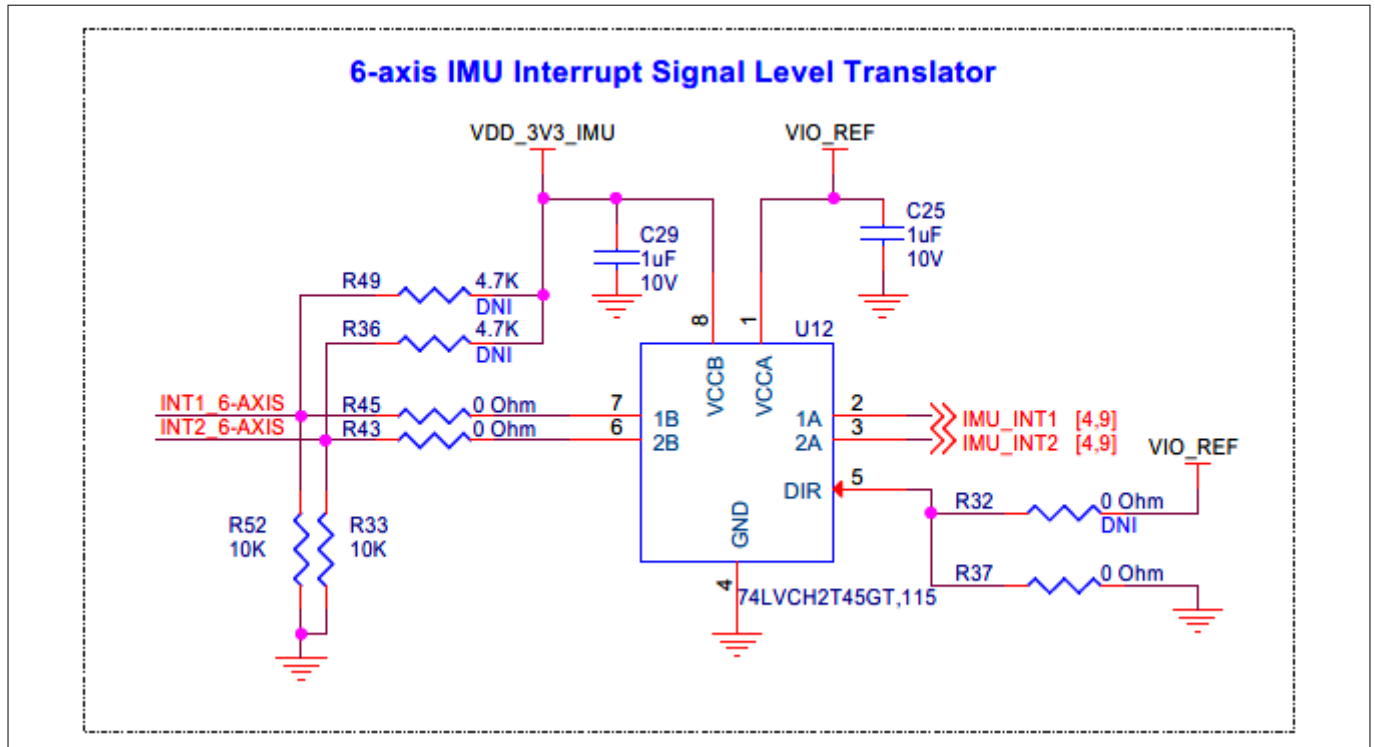 6-axis IMU Interrupt Signal Level Translator
VDD_3V3_IMU
VIO_REF
C29
1uF
10V
C25
1uF
10V
R49
4.7K
DNI
R36
4.7K
DNI
8
1
U12
VCCB
VCCA
INT1_6-AXIS
R45
0 Ohm
7
1B
1A
2
IMU_INT1 [4,9]
INT2_6-AXIS
R43
0 Ohm
6
2B
2A
3
IMU_INT2 [4,9]
VIO_REF
DIR
5
R32
0 Ohm
DNI
R52
10K
R33
10K
GND
R37
0 Ohm
4
74LVCH2T45GT,115